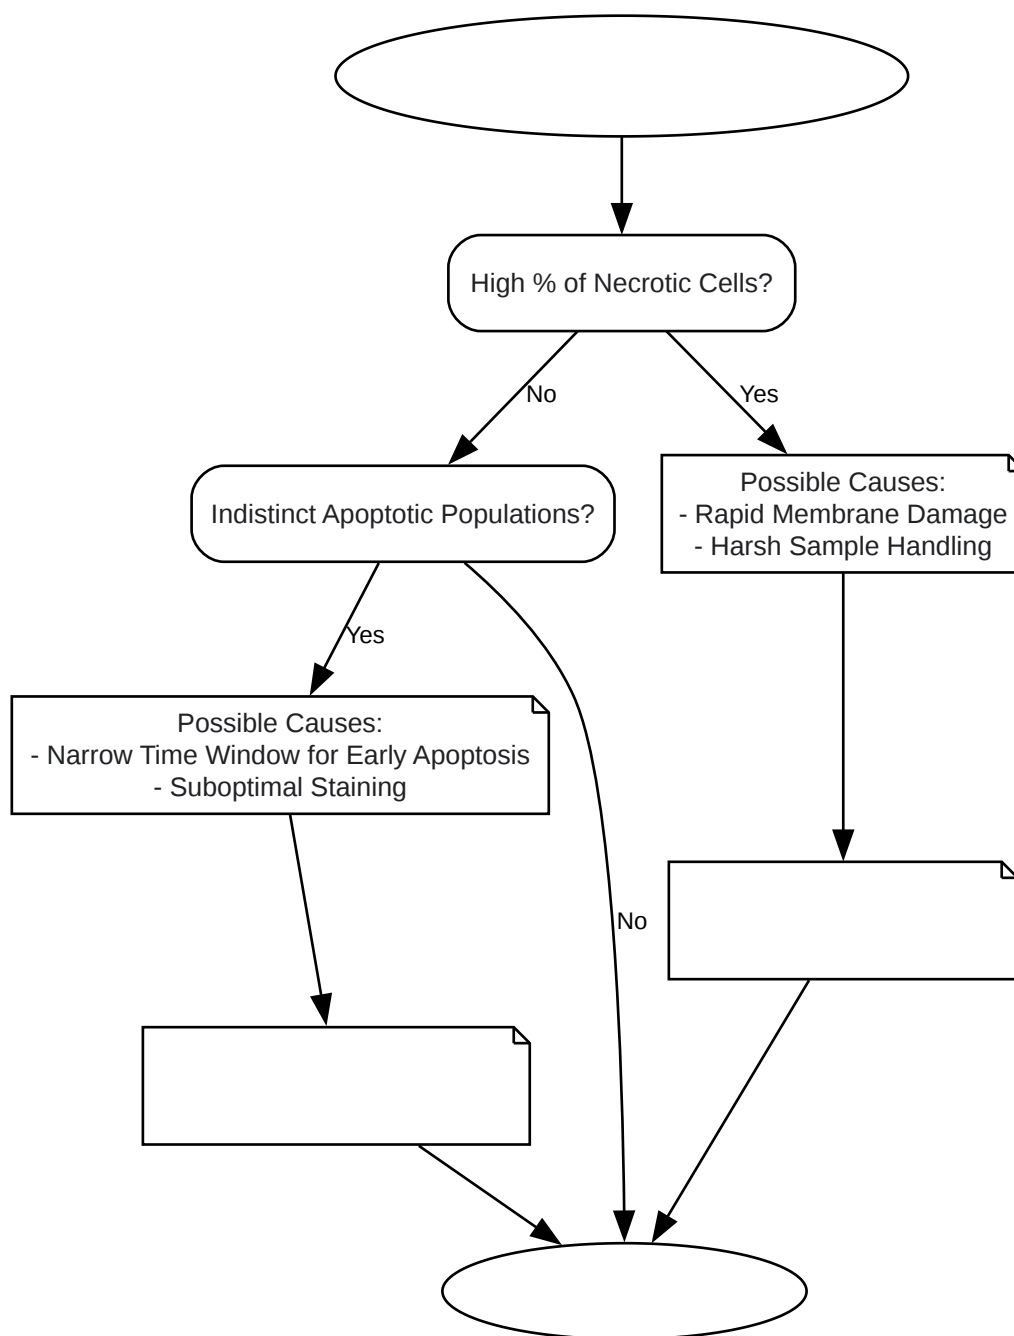 High % of Necrotic Cells?
No
Yes
Indistinct Apoptotic Populations?
Possible Causes:
- Rapid Membrane Damage
- Harsh Sample Handling
Yes
Possible Causes:
- Narrow Time Window for Early Apoptosis
- Suboptimal Staining
No